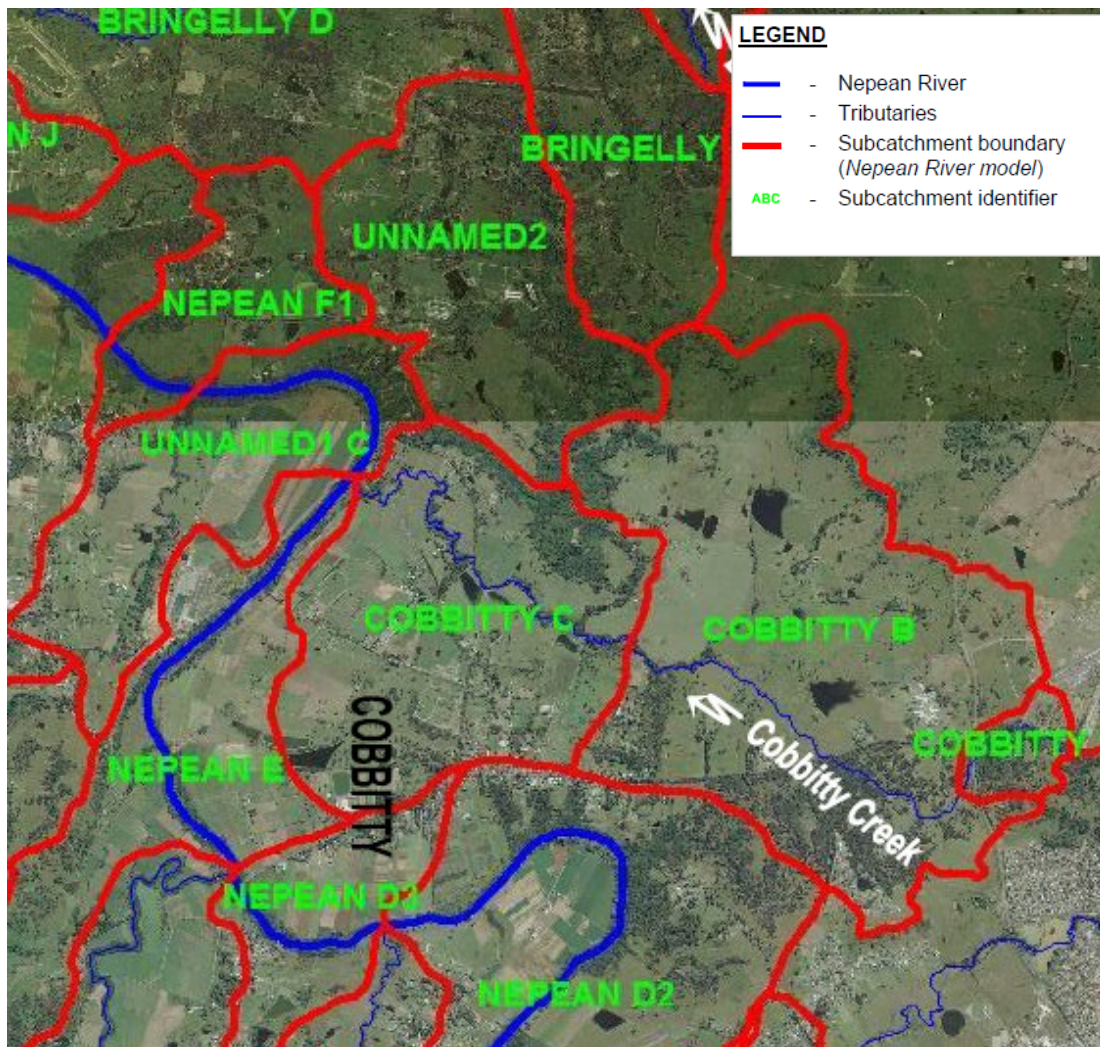 BRINGELLY D
LEGEND
- Nepean River
- Tributaries
- Subcatchment boundary
(Nepean River model)
ABC - Subcatchment identifier
N J
BRINGELLY
UNNAMED2
NEPEAN F1
UNNAMED1 C
COBBITTY C
COBBITTY B
COBBITTY
Cobbitty Creek
COBBITTY
NEPEAN E
NEPEAN D3
NEPEAN D2